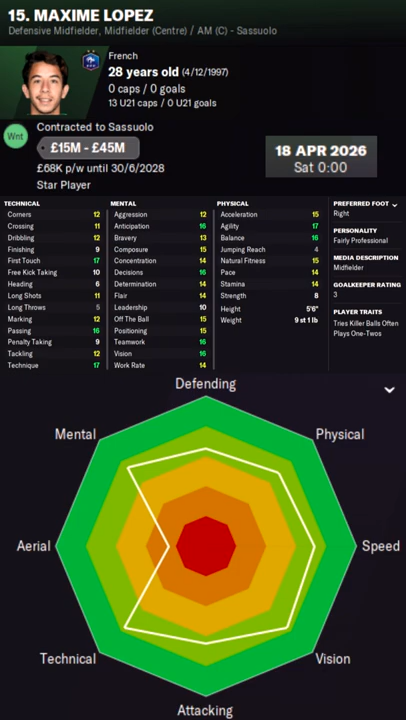 15. MAXIME LOPEZ
Defensive Midfielder, Midfielder (Centre) / AM (C) - Sassuolo
French
28 years old (4/12/1997)
0 caps / 0 goals
13 U21 caps / 0 U21 goals
Wnt
Contracted to Sassuolo
£15M - £45M
£68K p/w until 30/6/2028
Star Player
18 APR 2026
Sat 0:00
TECHNICAL
Corners 12
Crossing 11
Dribbling 12
Finishing 9
First Touch 17
Free Kick Taking 10
Heading 6
Long Shots 11
Long Throws 5
Marking 12
Passing 16
Penalty Taking 9
Tackling 12
Technique 17
MENTAL
Aggression 12
Anticipation 16
Bravery 13
Composure 15
Concentration 14
Decisions 16
Determination 14
Flair 14
Leadership 10
Off The Ball 15
Positioning 15
Teamwork 16
Vision 16
Work Rate 14
PHYSICAL
Acceleration 15
Agility 17
Balance 16
Jumping Reach 4
Natural Fitness 15
Pace 14
Stamina 14
Strength 8
Height 5'6"
Weight 9 st 1 lb
PREFERRED FOOT
Right
PERSONALITY
Fairly Professional
MEDIA DESCRIPTION
Midfielder
GOALKEEPER RATING
3
PLAYER TRAITS
Tries Killer Balls Often
Plays One-Twos
Defending
Mental
Physical
Aerial
Speed
Technical
Vision
Attacking